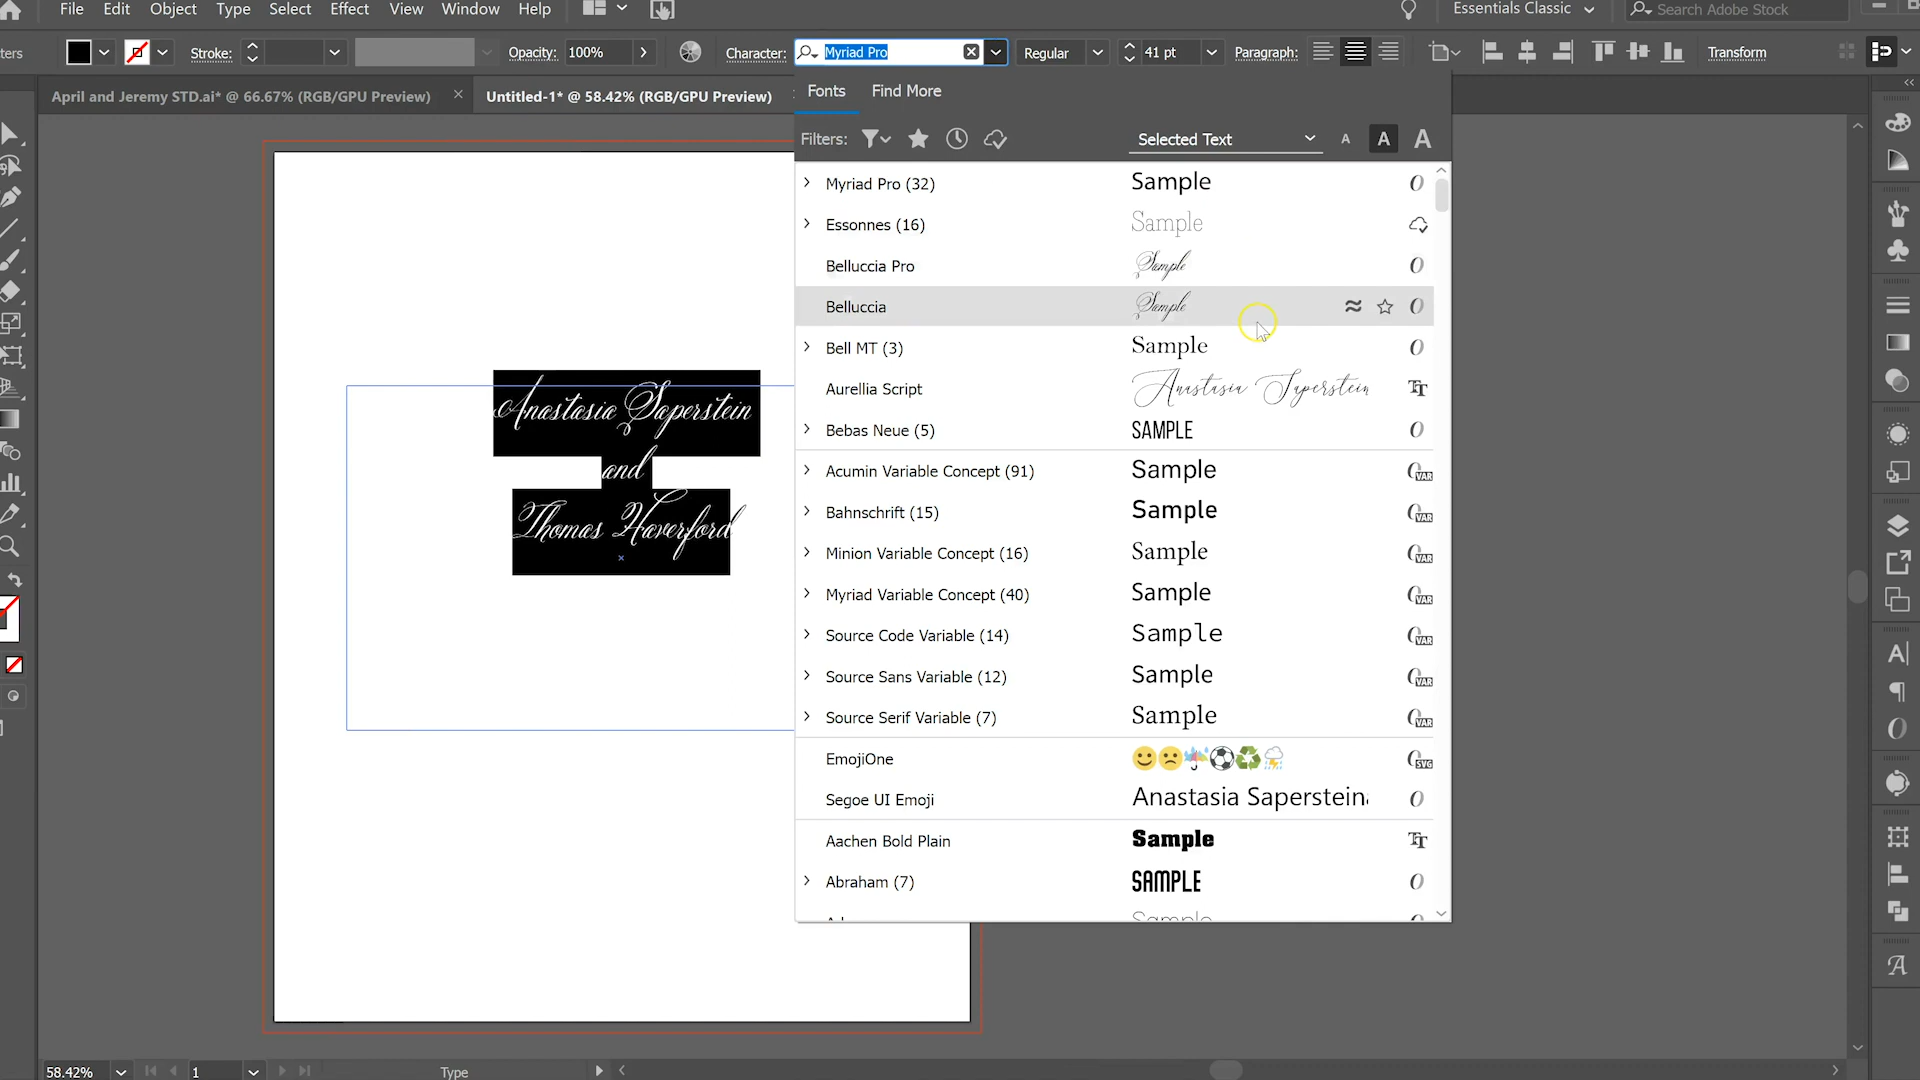 File Edit Object Type Select Effect View Window Help Essentials Classic Search Adobe Stock
ters Stroke: Opacity: 100% Character: Myriad Pro Regular 41 pt Paragraph: Transform
April and Jeremy STD.ai* @ 66.67% (RGB/GPU Preview) Untitled-1* @ 58.42% (RGB/GPU Preview)
Fonts Find More
Filters: Selected Text A A A
Myriad Pro (32) Sample
Essonnes (16) Sample
Belluccia Pro Sample
Belluccia Sample
Bell MT (3) Sample
Aurellia Script Anastasia Saperstein
Bebas Neue (5) SAMPLE
Acumin Variable Concept (91) Sample
Bahnschrift (15) Sample
Minion Variable Concept (16) Sample
Myriad Variable Concept (40) Sample
Source Code Variable (14) Sample
Source Sans Variable (12) Sample
Source Serif Variable (7) Sample
EmojiOne
Segoe UI Emoji Anastasia Saperstein
Aachen Bold Plain Sample
Abraham (7) SAMPLE
Sample
Anastasia Saperstein
and
Thomas Haverford
58.42% 1 Type